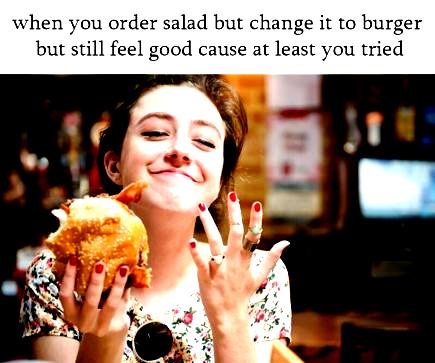 when you order salad but change it to burger
but still feel good cause at least you tried